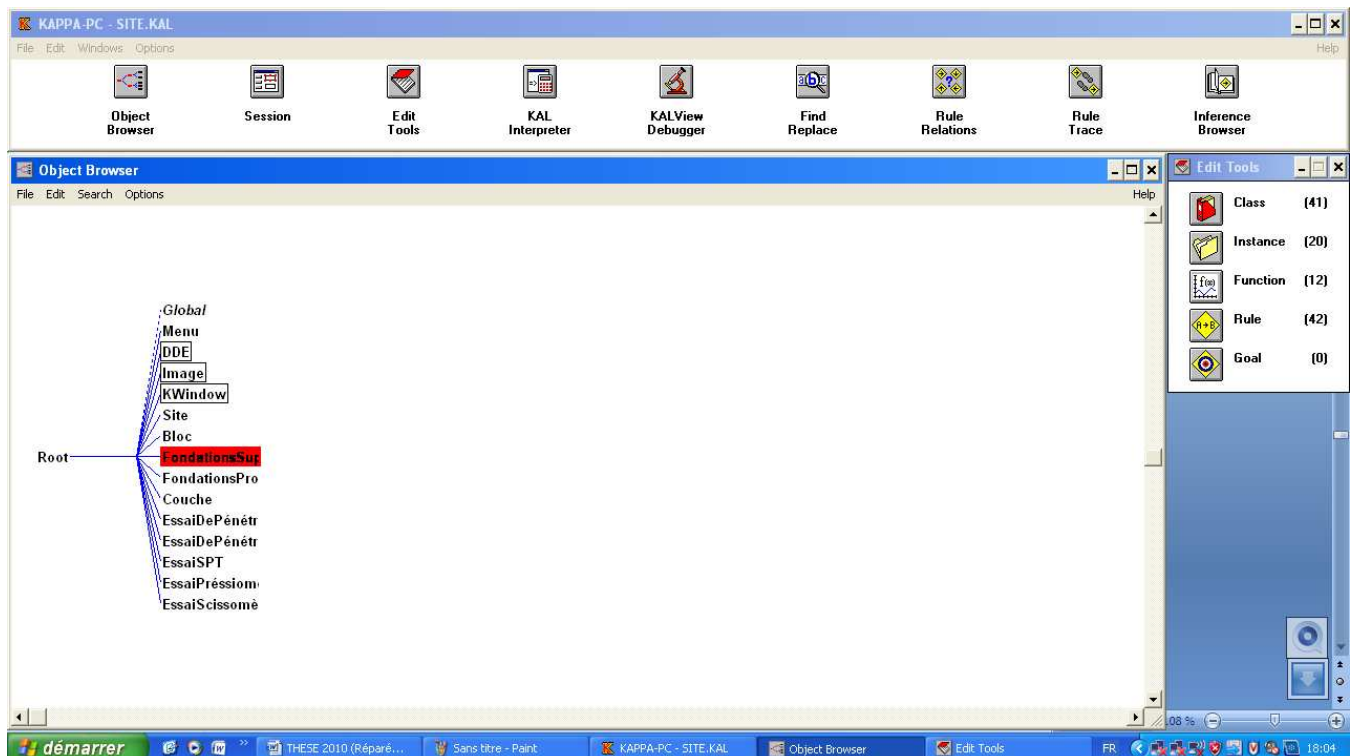 KAPPA-PC - SITE.KAL
File Edit Windows Options Help
Object Browser
Session
Edit Tools
KAL Interpreter
KALView Debugger
Find Replace
Rule Relations
Rule Trace
Inference Browser
Object Browser
File Edit Search Options Help
Global
Menu
DDE
Image
KWindow
Site
Bloc
Root
FondationsSup
FondationsPro
Couche
EssaiDePénétr
EssaiDePénétr
EssaiSPT
EssaiPréssiom
EssaiScissomè
Edit Tools
Class (41)
Instance (20)
Function (12)
Rule (42)
Goal (0)
démarrer
THESE 2010 (Réparé...
Sans titre - Paint
KAPPA-PC - SITE.KAL
Object Browser
Edit Tools
FR
18:04